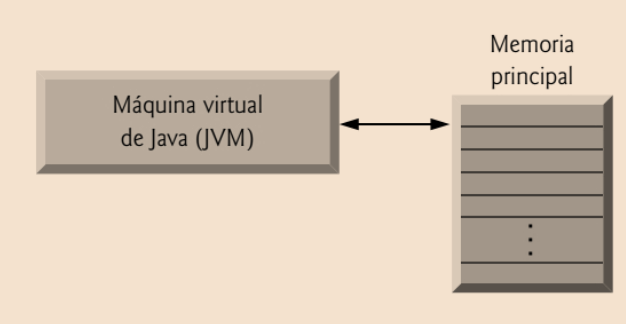 Memoria
principal
Máquina virtual
de Java (JVM)